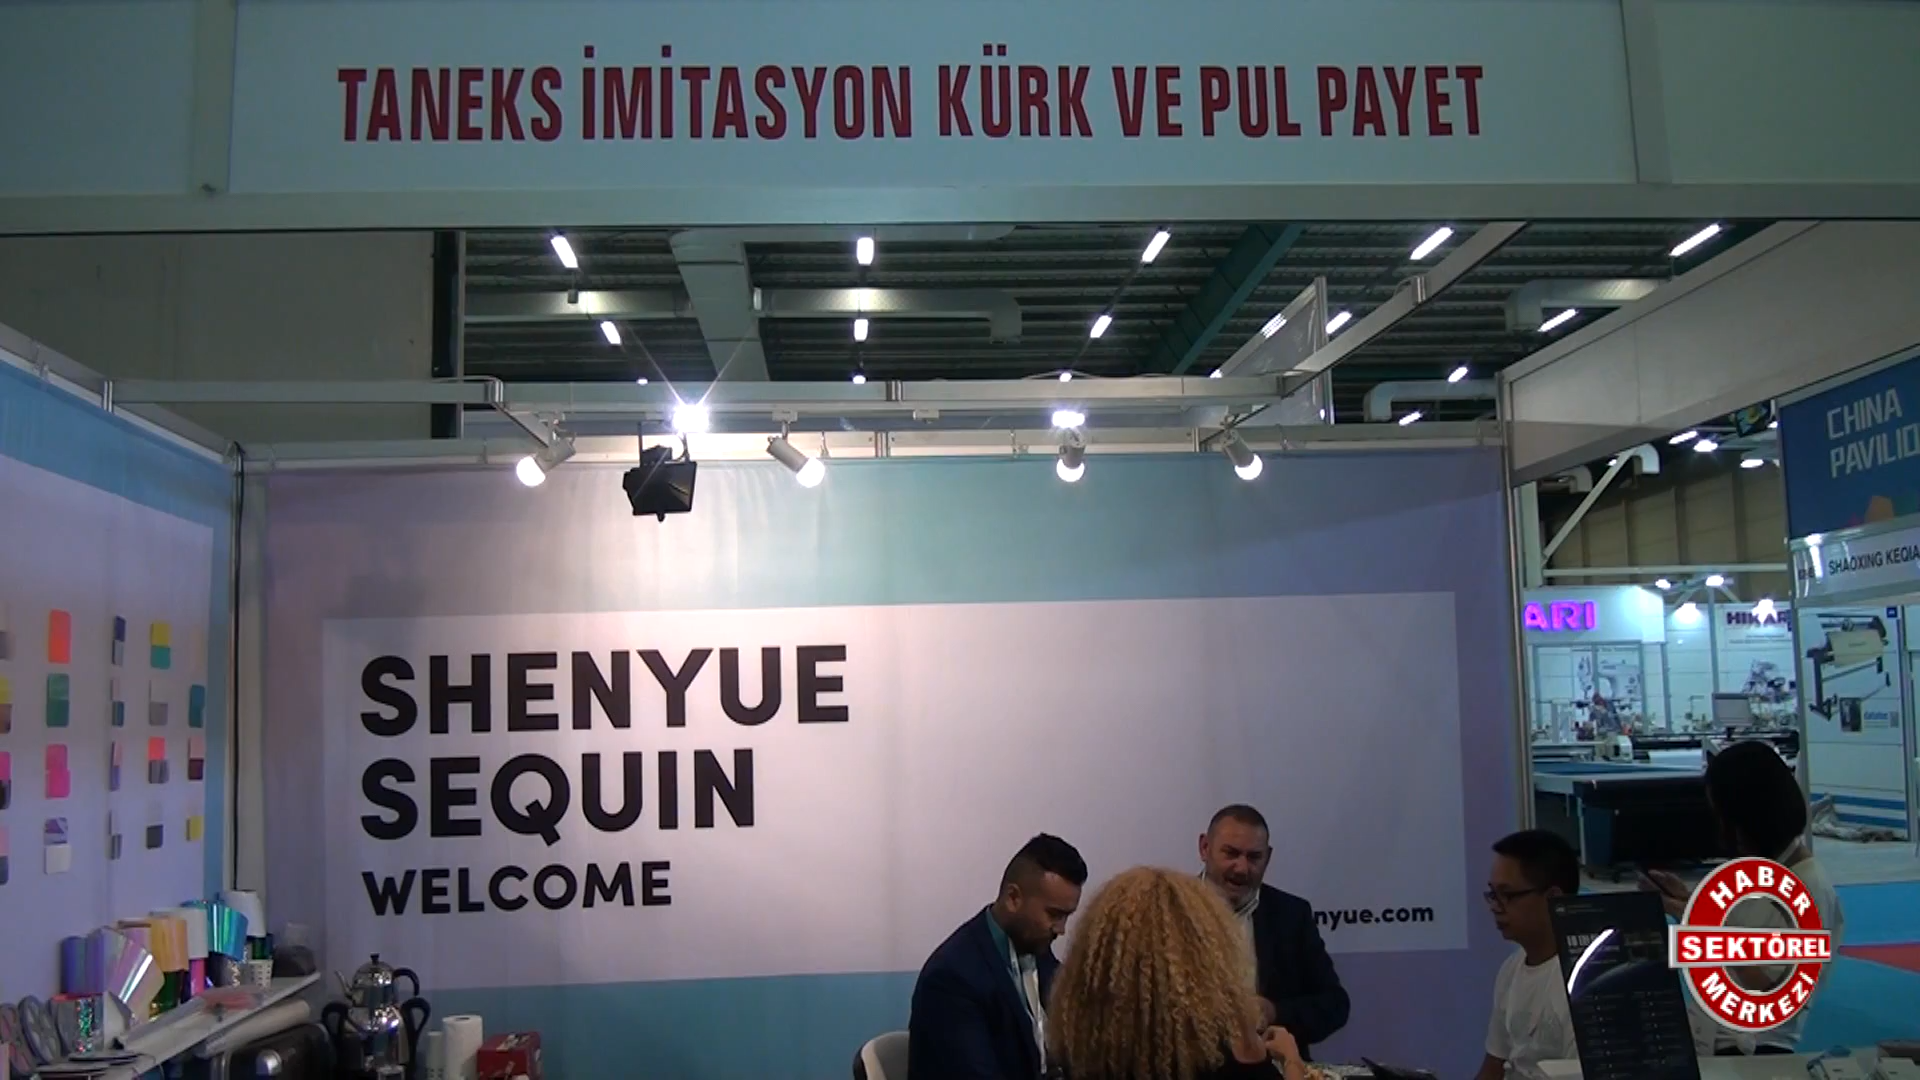 TANEKS İMİTASYON KÜRK VE PUL PAYET
SHENYUE
SEQUIN
WELCOME
nyue.com
CHINA
PAVILIO
SHAOXING KEQIA
ARI
HIKARI
HABER
SEKTÖREL
MERKEZİ